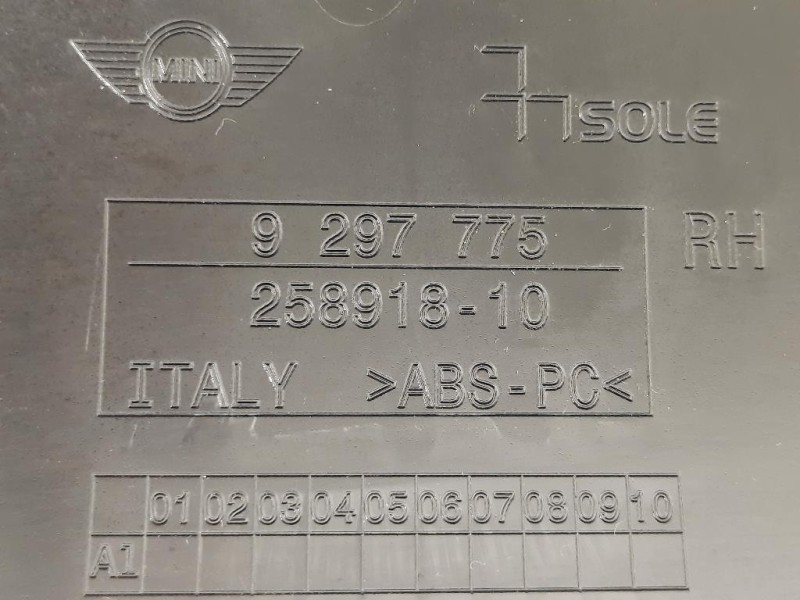 MINI
SOLE
9 297 775
RH
258918-10
ITALY >ABS-PC<
01 02 03 04 05 06 07 08 09 10
A1